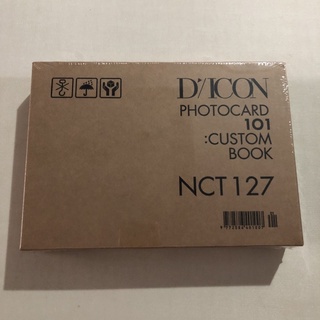 D/ICON
PHOTOCARD
101
:CUSTOM
BOOK
NCT 127